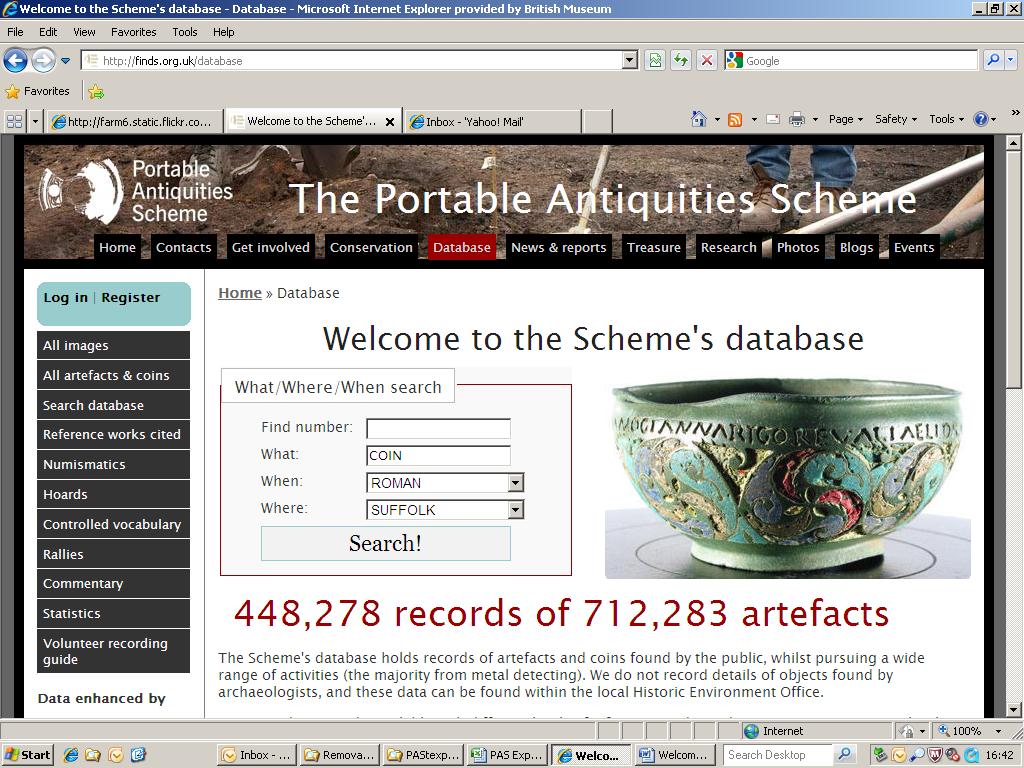 Welcome to the Scheme's database - Database - Microsoft Internet Explorer provided by British Museum
File Edit View Favorites Tools Help
http://finds.org.uk/database
Google
Favorites
http://farm6.static.flickr.co...
Welcome to the Scheme'...
Inbox - 'Yahoo! Mail'
Page Safety Tools
Portable
Antiquities
Scheme
The Portable Antiquities Scheme
Home Contacts Get involved Conservation Database News & reports Treasure Research Photos Blogs Events
Log in | Register
All images
All artefacts & coins
Search database
Reference works cited
Numismatics
Hoards
Controlled vocabulary
Rallies
Commentary
Statistics
Volunteer recording
guide
Data enhanced by
Home » Database
Welcome to the Scheme's database
What/Where/When search
Find number:
What: COIN
When: ROMAN
Where: SUFFOLK
Search!
448,278 records of 712,283 artefacts
The Scheme's database holds records of artefacts and coins found by the public, whilst pursuing a wide
range of activities (the majority from metal detecting). We do not record details of objects found by
archaeologists, and these data can be found within the local Historic Environment Office.
Internet
100%
Start
Inbox - ...
Remova...
PAStexp...
PAS Exp...
Welco...
Welcom...
Search Desktop
16:42